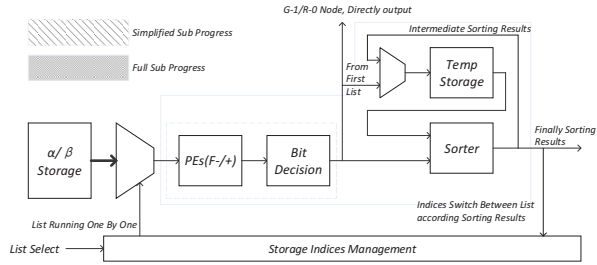 G-1/R-0 Node, Directly output
Simplified Sub Progress
Full Sub Progress
Intermediate Sorting Results
From
First
List
Temp
Storage
α/ β
Storage
PEs(F-/+)
Bit
Decision
Sorter
Finally Sorting
Results
List Running One By One
Indices Switch Between List
according Sorting Results
List Select
Storage Indices Management